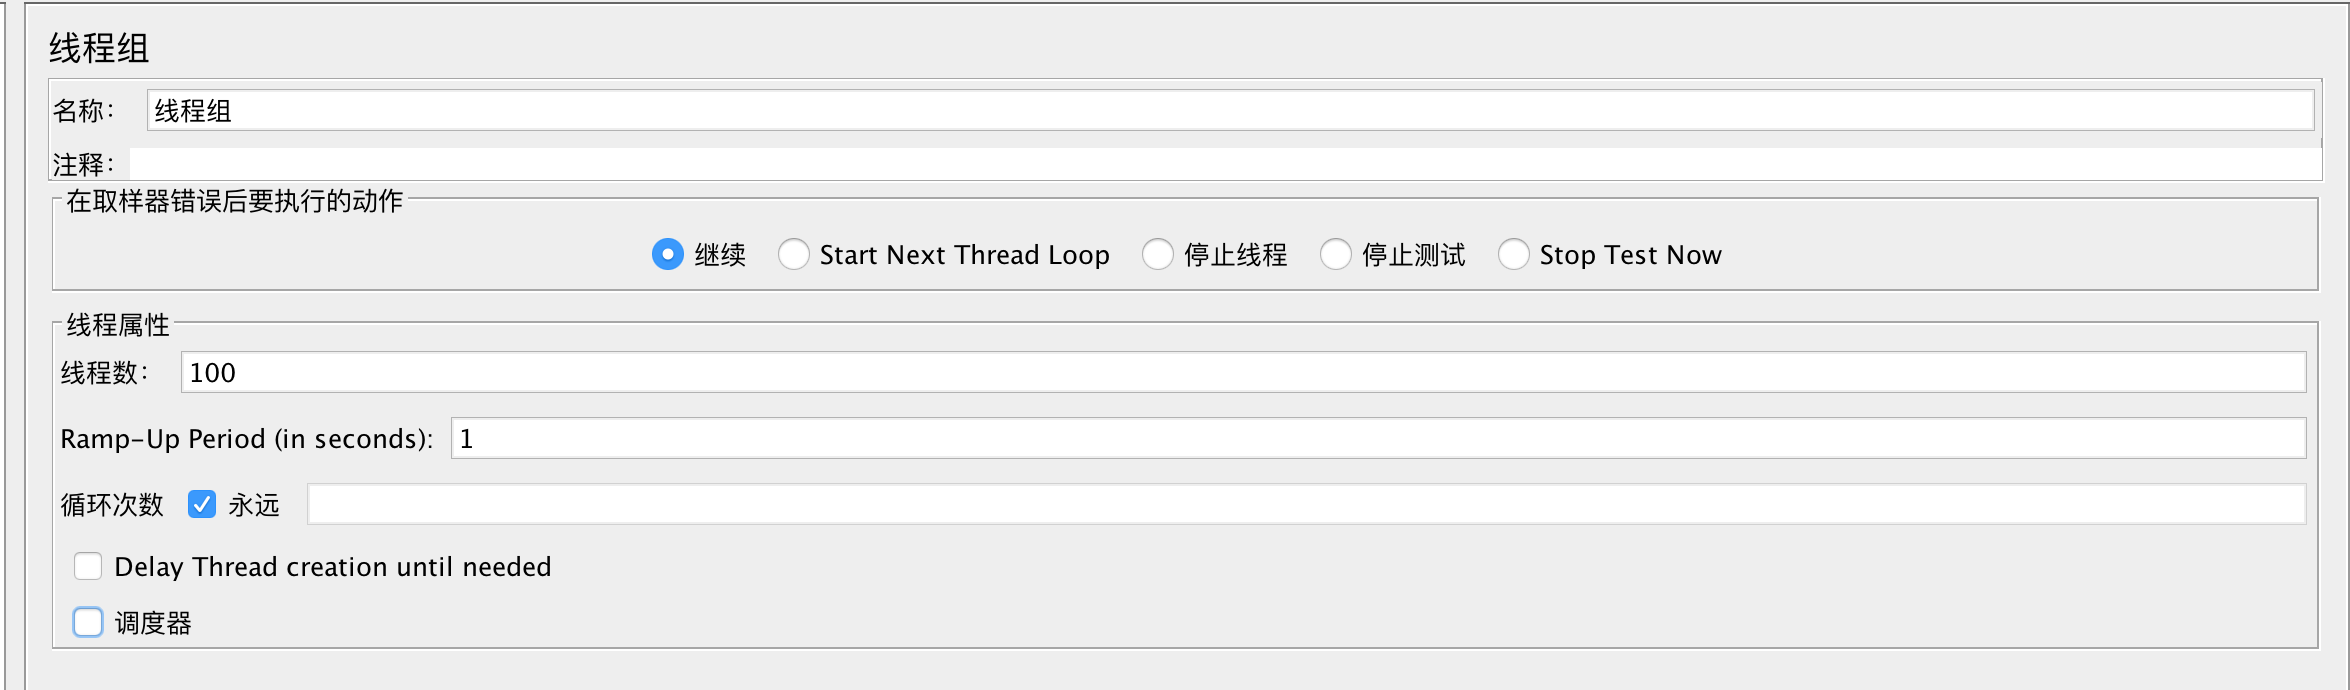 线程组
名称： 线程组
注释：
在取样器错误后要执行的动作
继续 Start Next Thread Loop 停止线程 停止测试 Stop Test Now
线程属性
线程数： 100
Ramp-Up Period (in seconds): 1
循环次数 永远
Delay Thread creation until needed
调度器